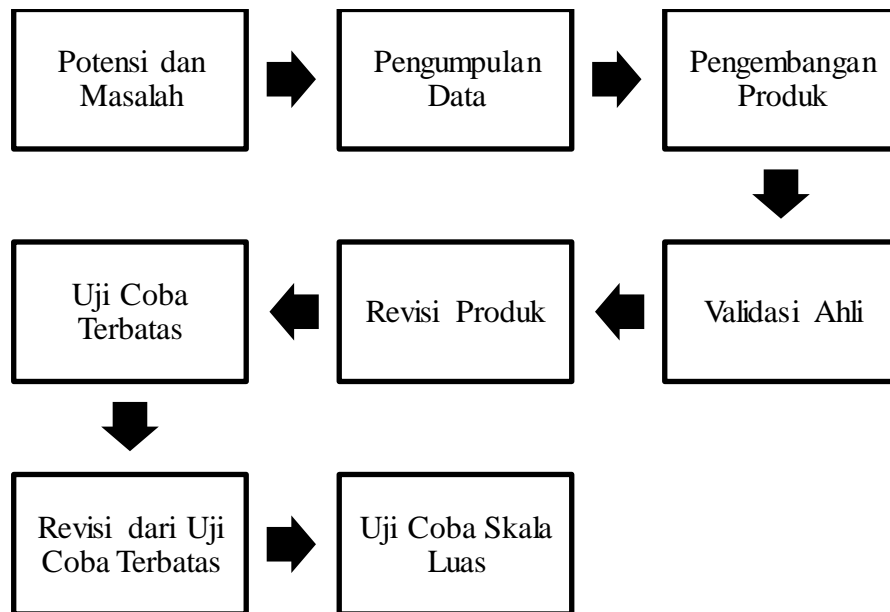 Potensi dan
Masalah
Pengumpulan
Data
Pengembangan
Produk
Validasi Ahli
Revisi Produk
Uji Coba
Terbatas
Revisi dari Uji
Coba Terbatas
Uji Coba Skala
Luas